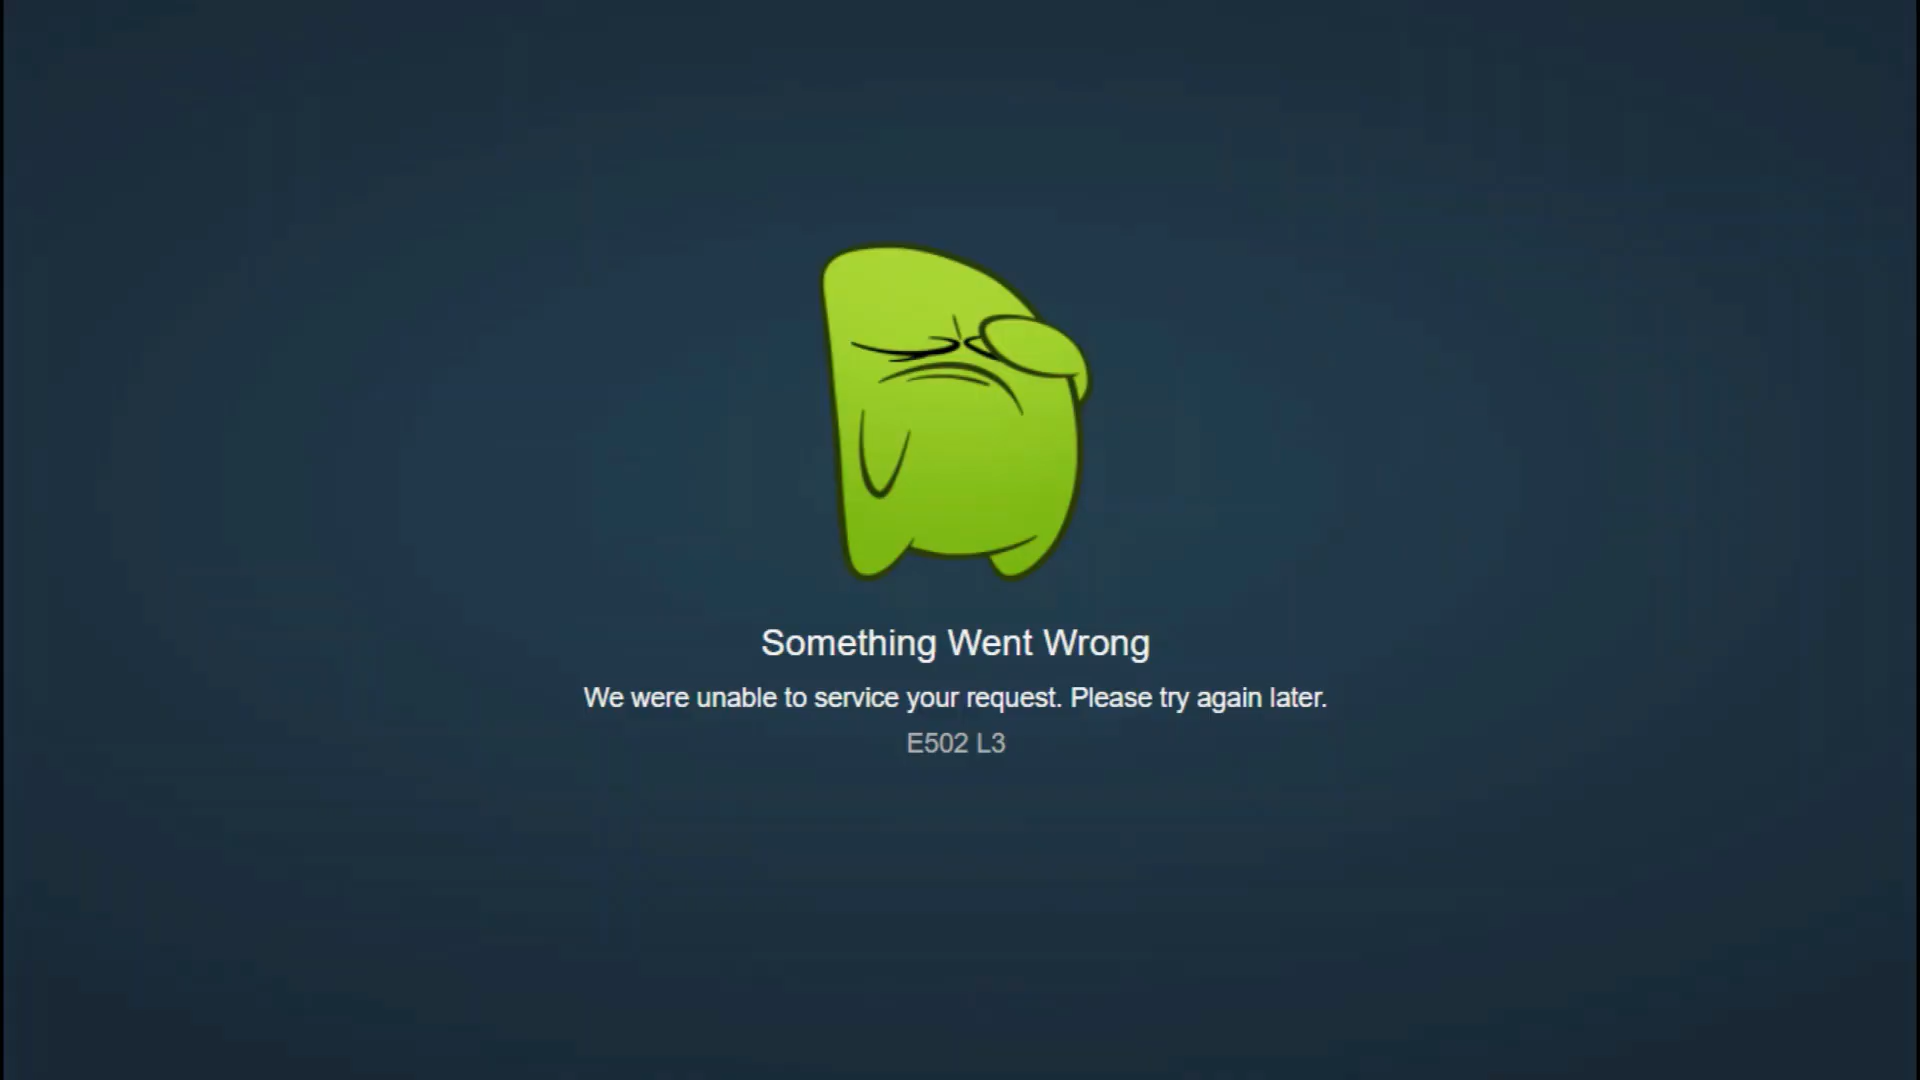 Something Went Wrong
We were unable to service your request. Please try again later.
E502 L3